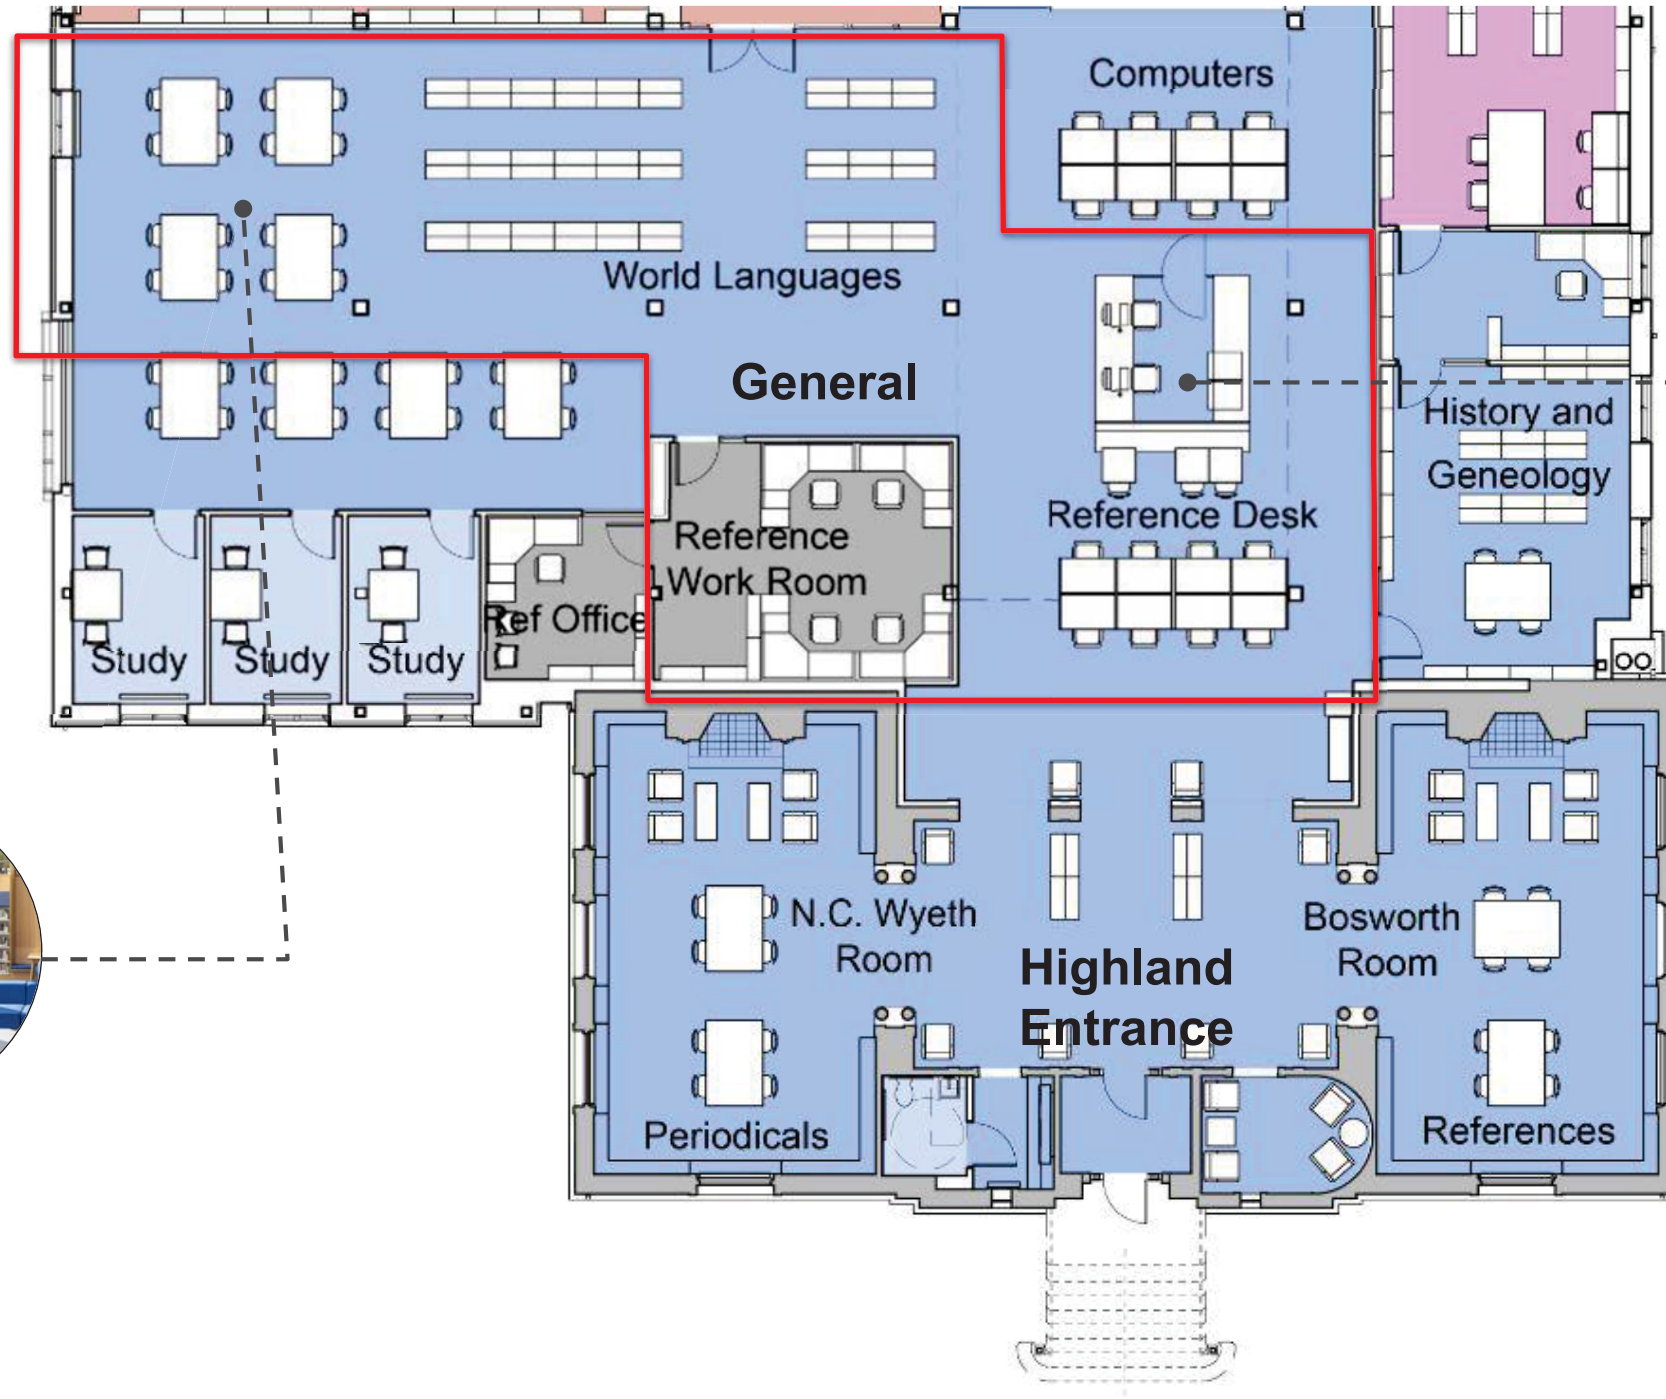 Computers
World Languages
General
History and
Geneology
Reference Desk
Reference
Work Room
Ref Office
Study
Study
Study
N.C. Wyeth
Room
Bosworth
Room
Highland
Entrance
Periodicals
References